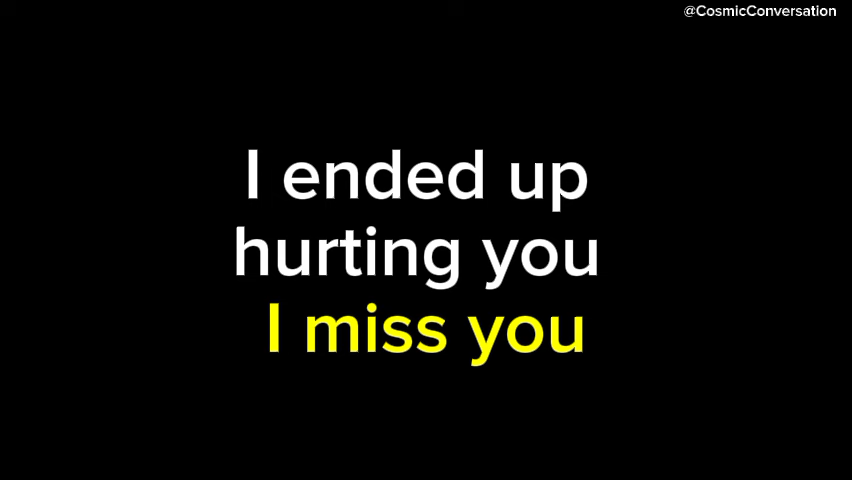 @CosmicConversation
I ended up
hurting you
I miss you